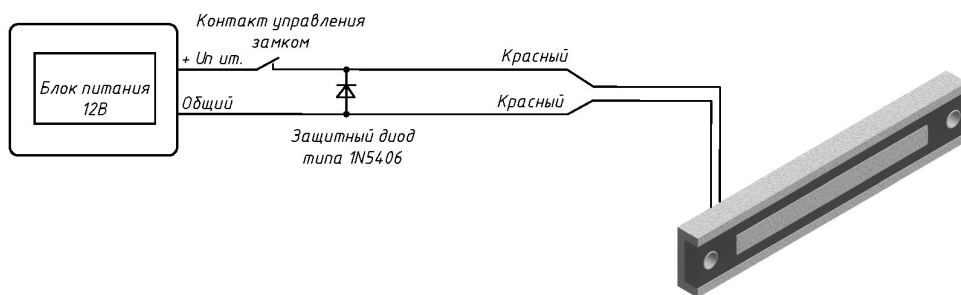 Контакт управления
замком
+ Uп ит.
Красный
Блок питания
12В
Общий
Красный
Защитный диод
типа 1N5406